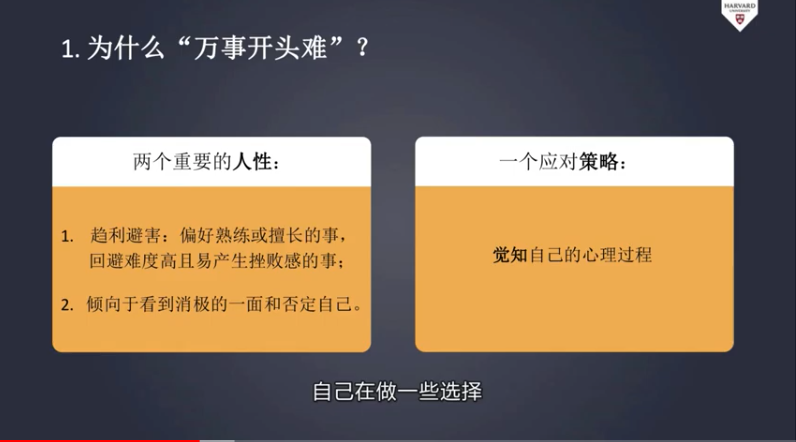 HARVARD
UNIVERSITY
1. 为什么“万事开头难”？
两个重要的人性：
1. 趋利避害：偏好熟练或擅长的事，
回避难度高且易产生挫败感的事；
2. 倾向于看到消极的一面和否定自己。
一个应对策略：
觉知自己的心理过程
自己在做一些选择